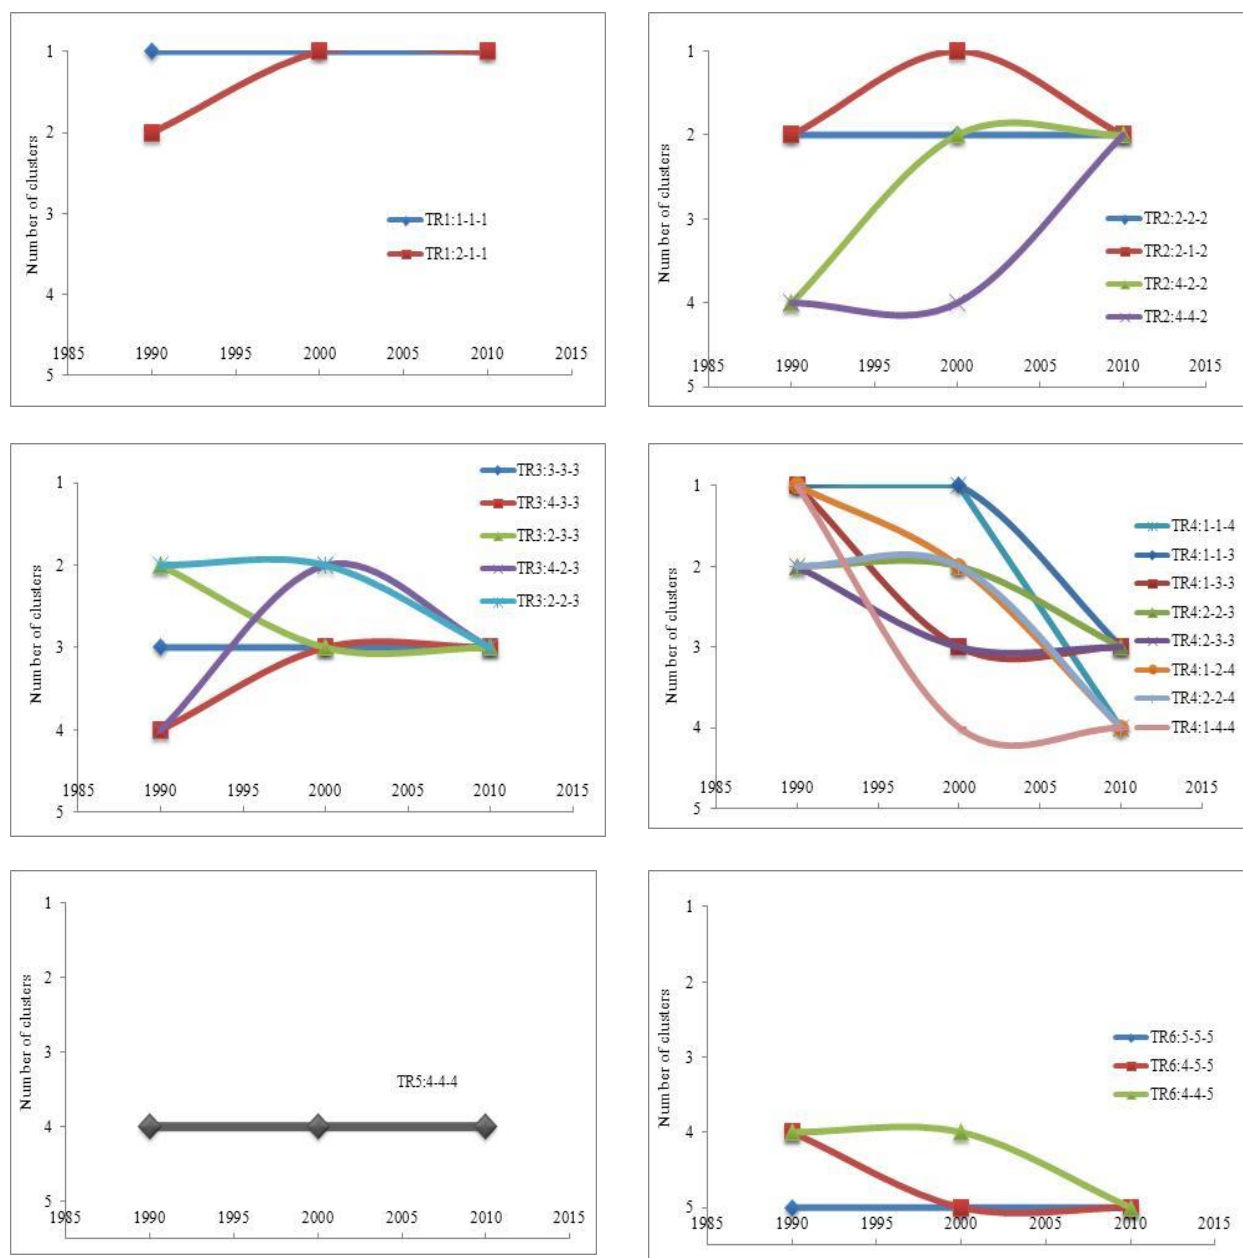 Number of clusters
1
2
3
4
5
1985 1990 1995 2000 2005 2010 2015
TR1:1-1-1
TR1:2-1-1
Number of clusters
1
2
3
4
5
1985 1990 1995 2000 2005 2010 2015
TR2:2-2-2
TR2:2-1-2
TR2:4-2-2
TR2:4-4-2
Number of clusters
1
2
3
4
5
1985 1990 1995 2000 2005 2010 2015
TR3:3-3-3
TR3:4-3-3
TR3:2-3-3
TR3:4-2-3
TR3:2-2-3
Number of clusters
1
2
3
4
5
1985 1990 1995 2000 2005 2010 2015
TR4:1-1-4
TR4:1-1-3
TR4:1-3-3
TR4:2-2-3
TR4:2-3-3
TR4:1-2-4
TR4:2-2-4
TR4:1-4-4
Number of clusters
1
2
3
4
5
1985 1990 1995 2000 2005 2010 2015
TR5:4-4-4
Number of clusters
1
2
3
4
5
1985 1990 1995 2000 2005 2010 2015
TR6:5-5-5
TR6:4-5-5
TR6:4-4-5